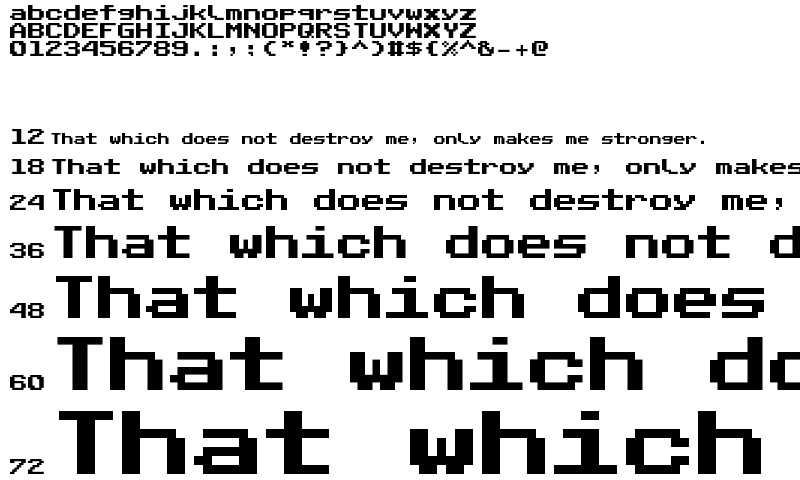 abcdefghijklmnopqrstuvwxyz
ABCDEFGHIJKLMNOPQRSTUVWXYZ
0123456789.:,;(*!?}^)#${%^&-+@
12 That which does not destroy me, only makes me stronger.
18 That which does not destroy me, only makes
24 That which does not destroy me,
36 That which does not d
48 That which does
60 That which do
72 That which